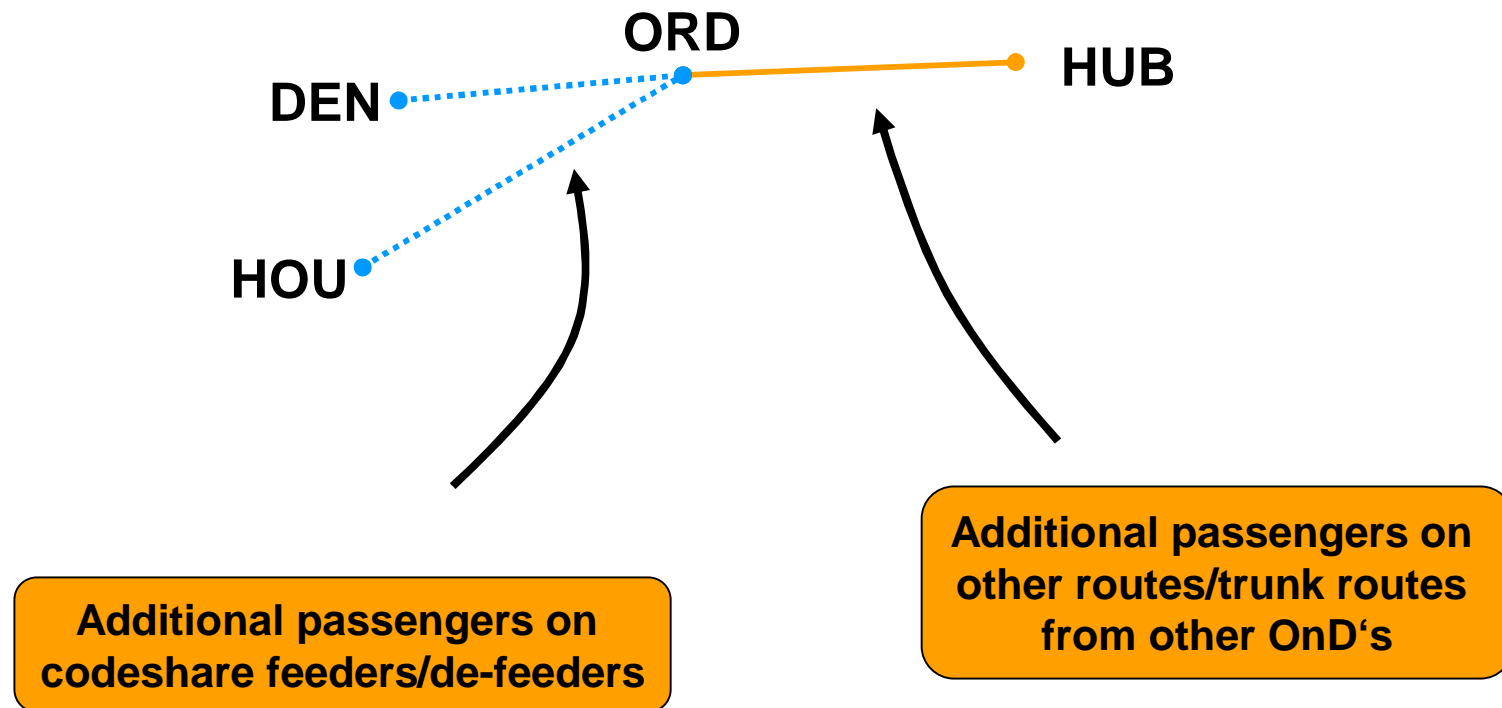 ORD
HUB
DEN
HOU
Additional passengers on
other routes/trunk routes
from other OnD‘s
Additional passengers on
codeshare feeders/de-feeders